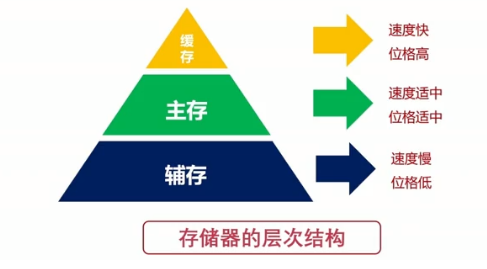 缓
存
速度快
位格高
主存
速度适中
位格适中
辅存
速度慢
位格低
存储器的层次结构